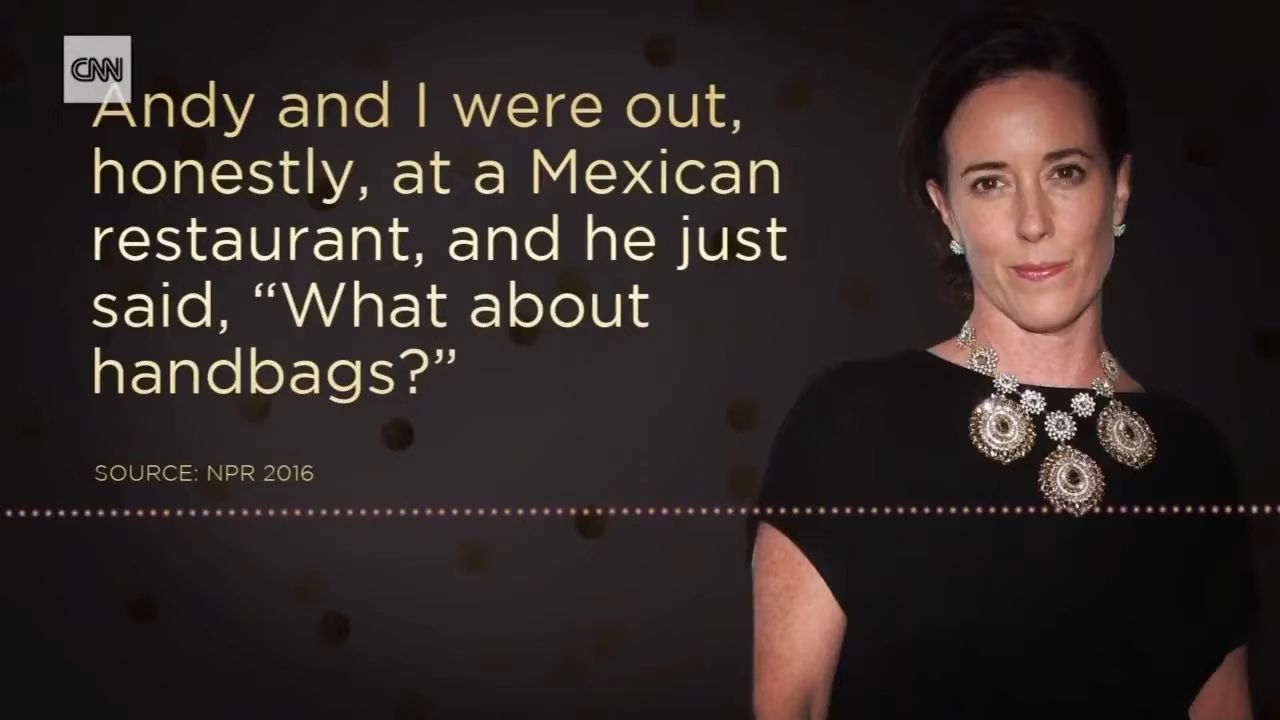 CNN
Andy and I were out,
honestly, at a Mexican
restaurant, and he just
said, “What about
handbags?”
SOURCE: NPR 2016